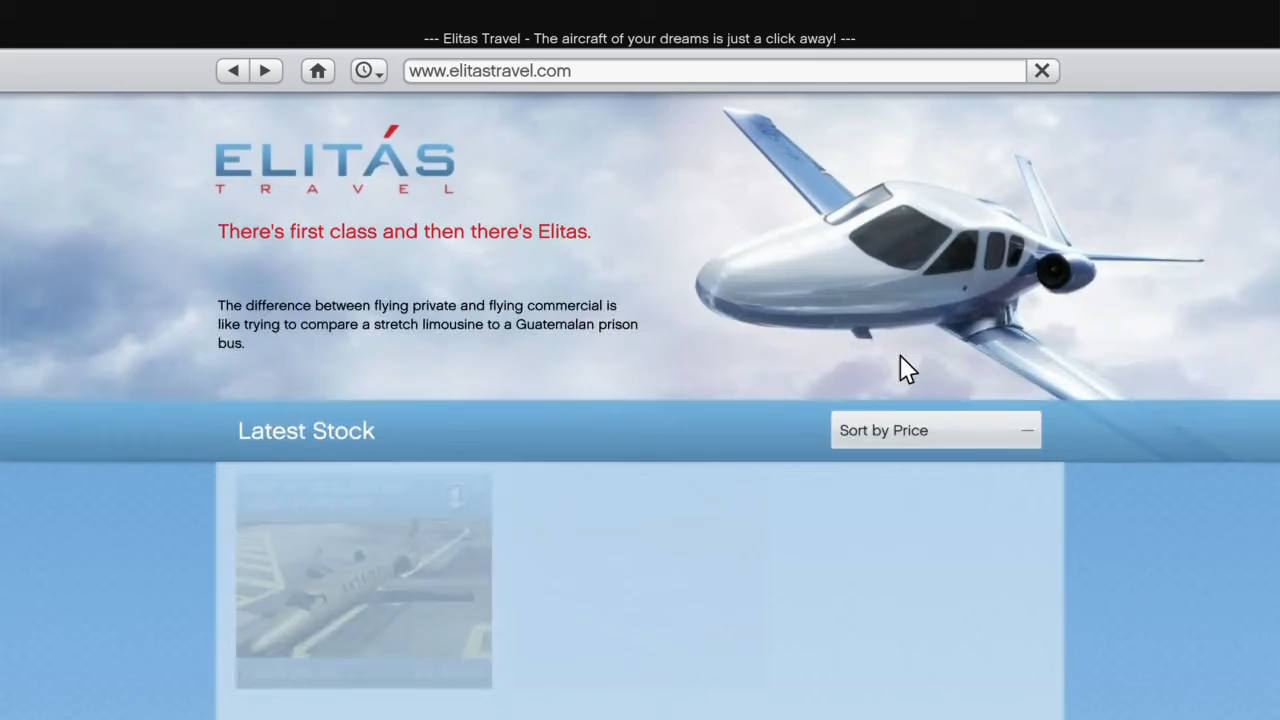 --- Elitas Travel - The aircraft of your dreams is just a click away! ---
www.elitastravel.com
ELITÁS
TRAVEL
There's first class and then there's Elitas.
The difference between flying private and flying commercial is
like trying to compare a stretch limousine to a Guatemalan prison
bus.
Latest Stock
Sort by Price